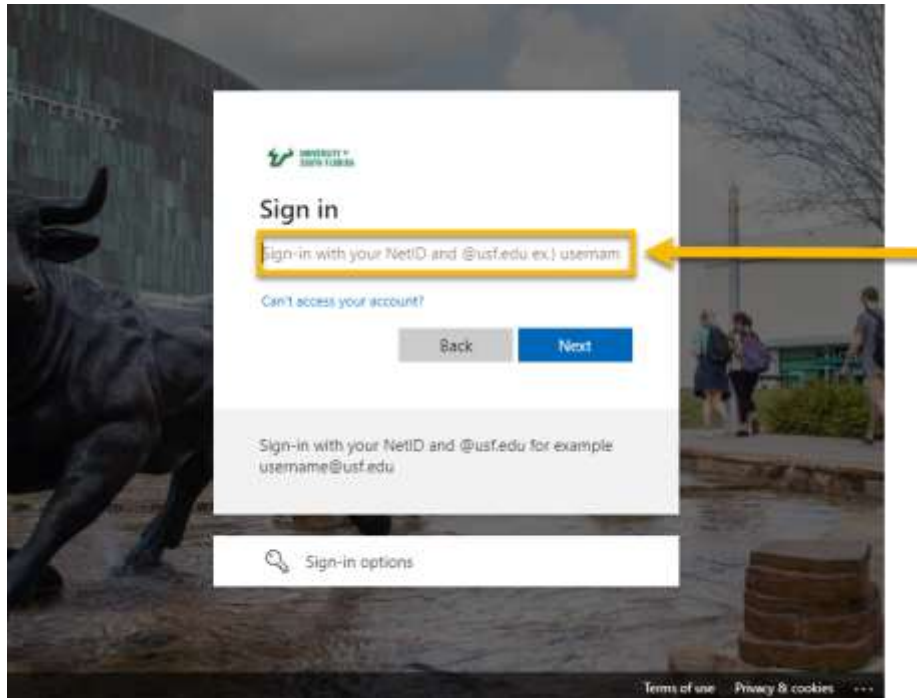 UNIVERSITY of
SOUTH FLORIDA
Sign in
Sign-in with your NetID and @usf.edu ex.) usernam
Can't access your account?
Back Next
Sign-in with your NetID and @usf.edu for example
username@usf.edu
Sign-in options
Terms of use Privacy & cookies ...